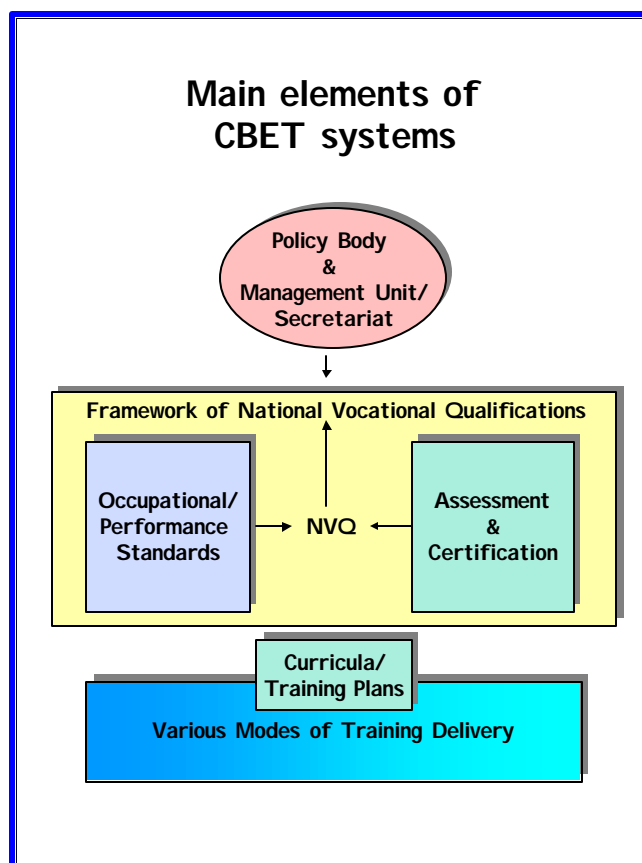 Main elements of
CBET systems
Policy Body
&
Management Unit/
Secretariat
Framework of National Vocational Qualifications
Occupational/
Performance
Standards
NVQ
Assessment
&
Certification
Curricula/
Training Plans
Various Modes of Training Delivery